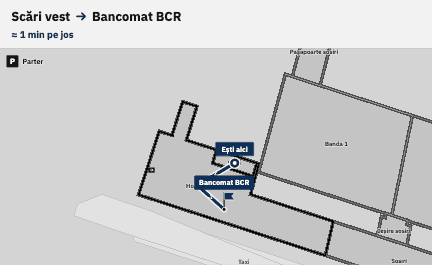 Scări vest → Bancomat BCR
≈ 1 min pe jos
P Parter
Pașapoarte sosiri
Banda 1
Ești aici
Bancomat BCR
Ieșire sosiri
Taxi
Sosiri